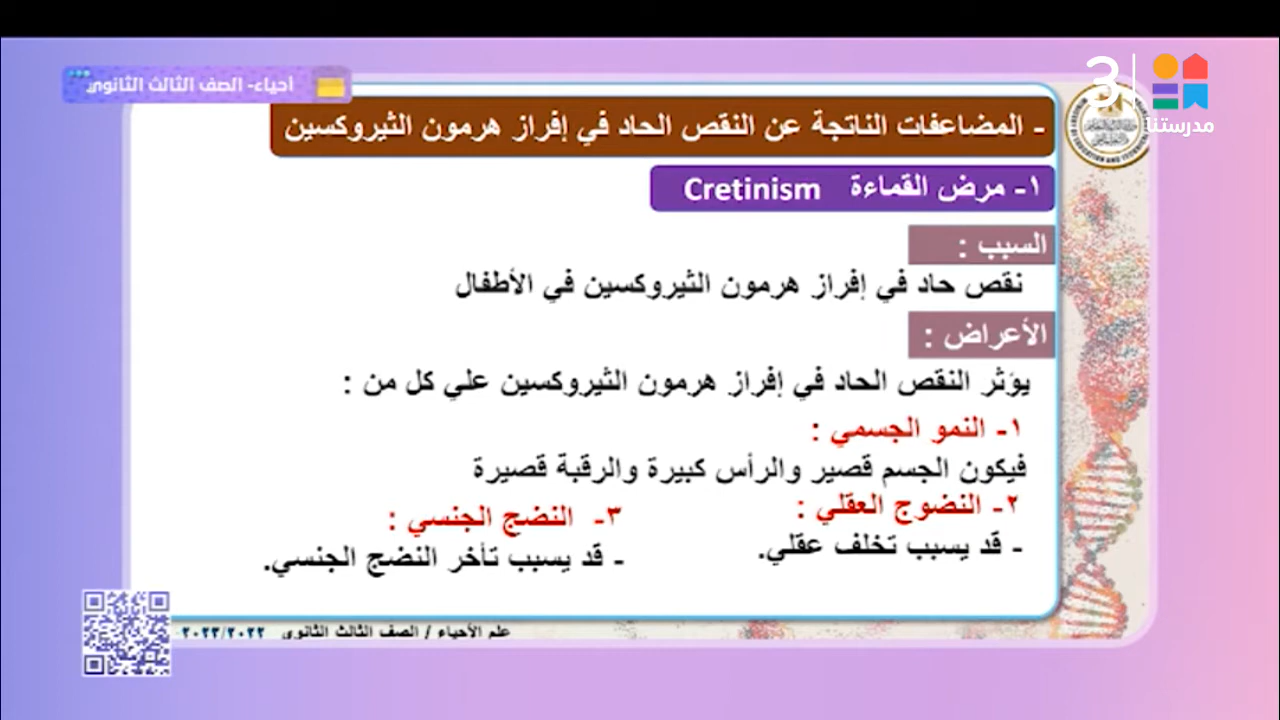 3
مدرستنا
أحياء- الصف الثالث الثانوي
- المضاعفات الناتجة عن النقص الحاد في إفراز هرمون الثيروكسين
١- مرض القماءة Cretinism
السبب :
نقص حاد في إفراز هرمون الثيروكسين في الأطفال
الأعراض :
يؤثر النقص الحاد في إفراز هرمون الثيروكسين علي كل من :
١- النمو الجسمي :
فيكون الجسم قصير والرأس كبيرة والرقبة قصيرة
٢- النضوج العقلي :
- قد يسبب تخلف عقلي.
٣- النضج الجنسي :
- قد يسبب تأخر النضج الجنسي.
علم الأحياء / الصف الثالث الثانوي ٢٠٢٣/٢٠٢٢